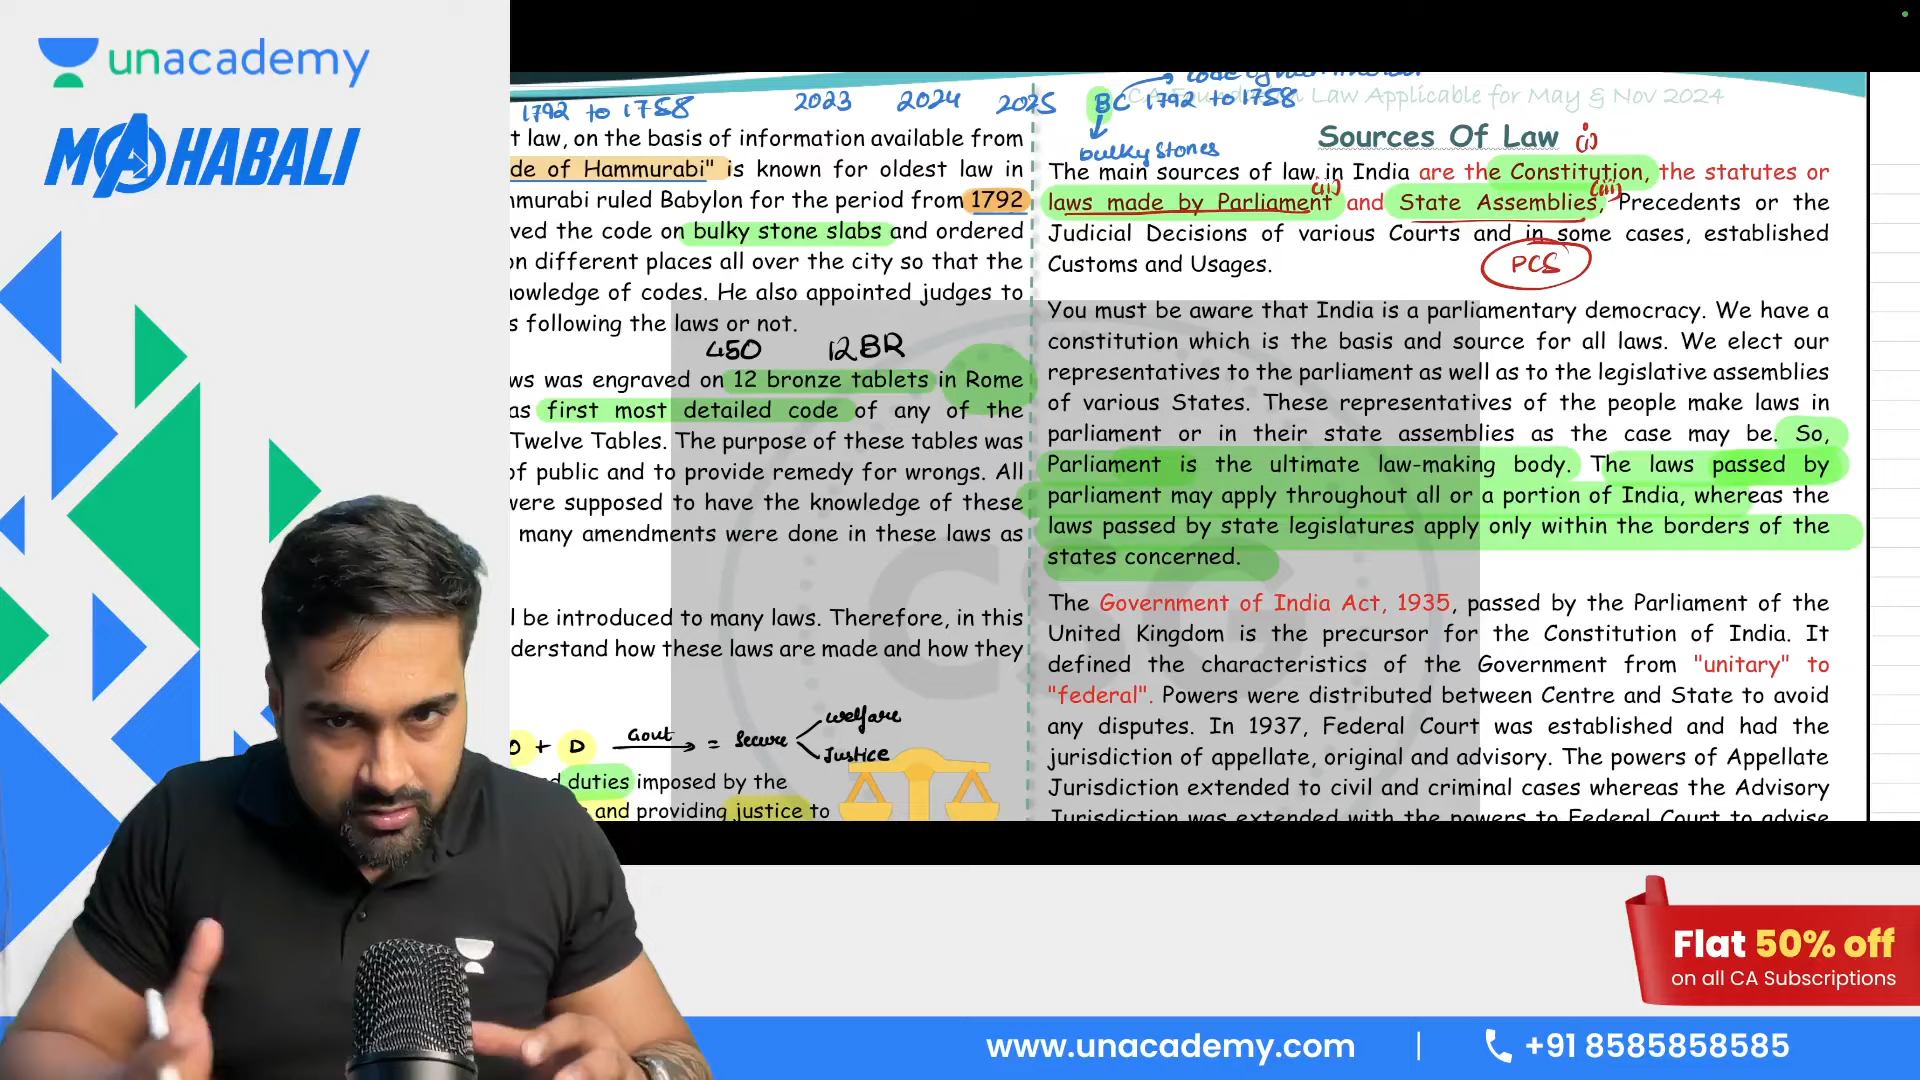 unacademy
MAHABALI
1792 to 1758
2023 2024 2025
BC 1792 to 1758
bulky stones
CA Foundation Law Applicable for May & Nov 2024
t law, on the basis of information available from
de of Hammurabi" is known for oldest law in
mmurabi ruled Babylon for the period from 1792
ved the code on bulky stone slabs and ordered
on different places all over the city so that the
nowledge of codes. He also appointed judges to
s following the laws or not.
450 12BR
ws was engraved on 12 bronze tablets in Rome
as first most detailed code of any of the
Twelve Tables. The purpose of these tables was
of public and to provide remedy for wrongs. All
were supposed to have the knowledge of these
many amendments were done in these laws as
l be introduced to many laws. Therefore, in this
derstand how these laws are made and how they
+ D Govt = Secure welfare
Justice
d duties imposed by the
and providing justice to
Sources Of Law (i)
The main sources of law in India are the Constitution, the statutes or
(ii) (iii)
laws made by Parliament and State Assemblies, Precedents or the
Judicial Decisions of various Courts and in some cases, established
Customs and Usages.
PCS
You must be aware that India is a parliamentary democracy. We have a
constitution which is the basis and source for all laws. We elect our
representatives to the parliament as well as to the legislative assemblies
of various States. These representatives of the people make laws in
parliament or in their state assemblies as the case may be. So,
Parliament is the ultimate law-making body. The laws passed by
parliament may apply throughout all or a portion of India, whereas the
laws passed by state legislatures apply only within the borders of the
states concerned.
The Government of India Act, 1935, passed by the Parliament of the
United Kingdom is the precursor for the Constitution of India. It
defined the characteristics of the Government from "unitary" to
"federal". Powers were distributed between Centre and State to avoid
any disputes. In 1937, Federal Court was established and had the
jurisdiction of appellate, original and advisory. The powers of Appellate
Jurisdiction extended to civil and criminal cases whereas the Advisory
Jurisdiction was extended with the powers to Federal Court to advise
CSG
Flat 50% off
on all CA Subscriptions
www.unacademy.com | +91 8585858585